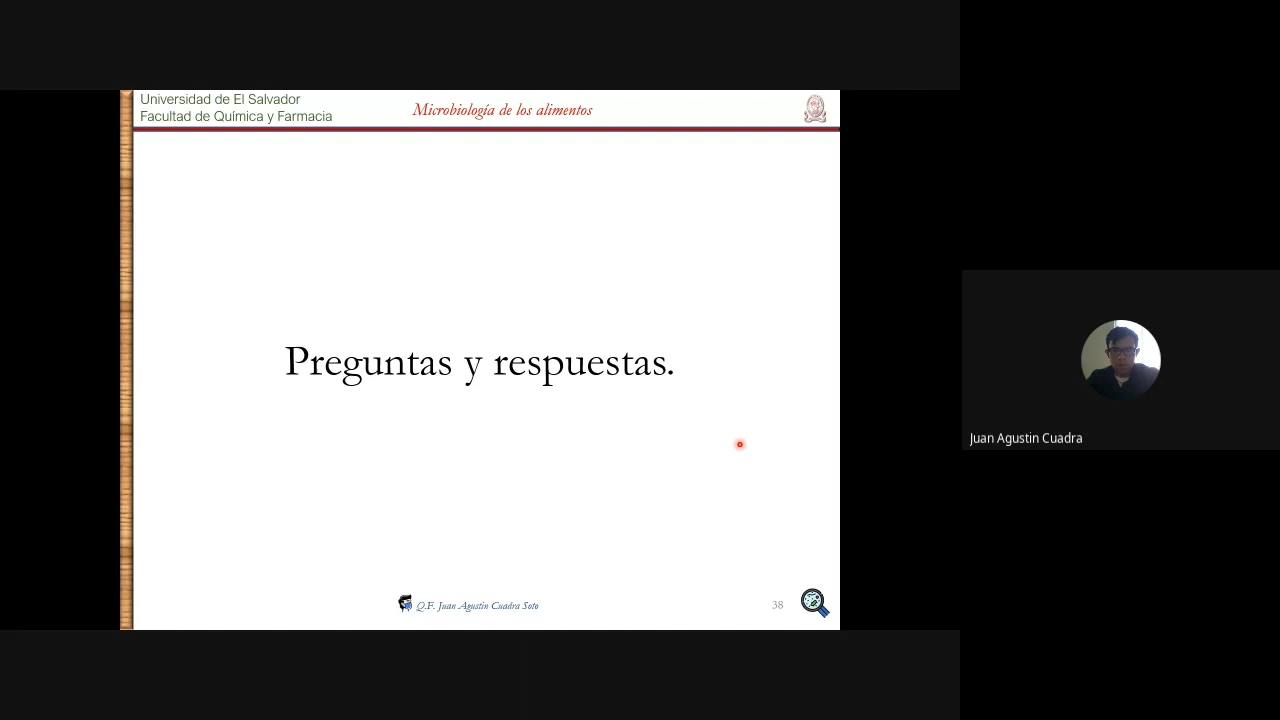 Universidad de El Salvador
Facultad de Química y Farmacia
Microbiología de los alimentos
Preguntas y respuestas.
Juan Agustin Cuadra
Q.F. Juan Agustín Cuadra Soto
38